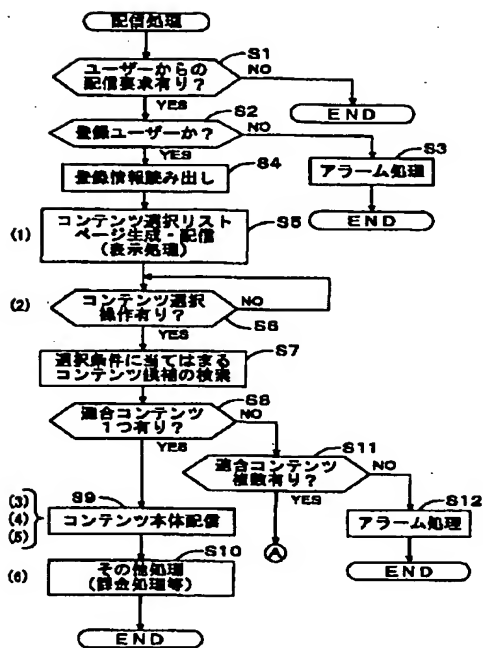 配信処理
S1
ユーザーからの
配信要求有り?
NO
YES
END
S2
登録ユーザーか?
NO
YES
S3
アラーム処理
END
S4
登録情報読み出し
(1)
コンテンツ選択リスト
ページ生成・配信
(表示処理)
S5
(2)
コンテンツ選択
操作有り?
NO
S6
YES
S7
選択条件に当てはまる
コンテンツ候補の検索
S8
適合コンテンツ
1つ有り?
NO
YES
S11
適合コンテンツ
複数有り?
NO
YES
A
S12
アラーム処理
END
S9
(3)
(4)
(5)
コンテンツ本体配信
S10
(6)
その他処理
(課金処理等)
END